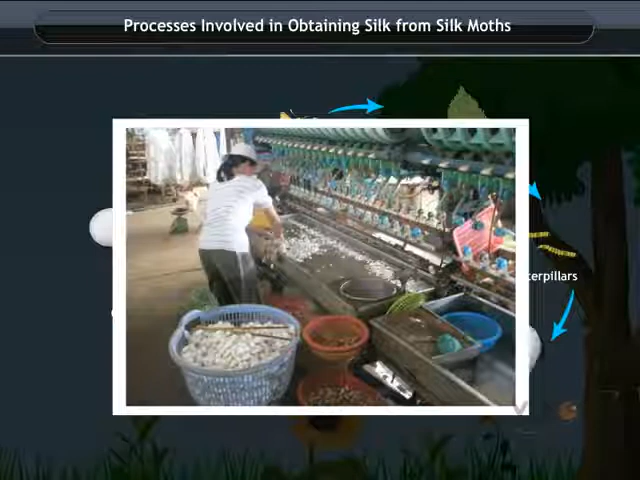 Processes Involved in Obtaining Silk from Silk Moths
terpillars